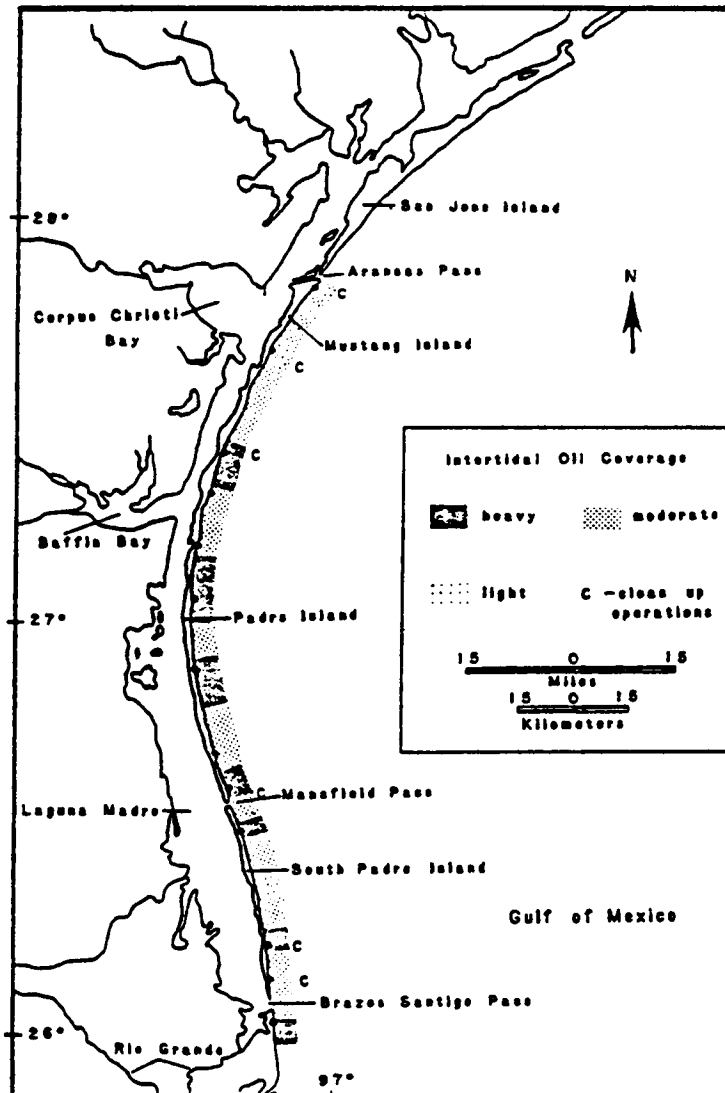 28°
San Jose Island
Aransas Pass
C
N
Corpus Christi
Bay
Mustang Island
C
C
Intertidal Oil Coverage
heavy
moderate
Baffin Bay
light
C - clean up
operations
27°
Padre Island
15 0 15
Miles
15 0 15
Kilometers
C
Mansfield Pass
Laguna Madre
South Padre Island
Gulf of Mexico
C
C
Brazos Santigo Pass
26°
Rio Grande
97°